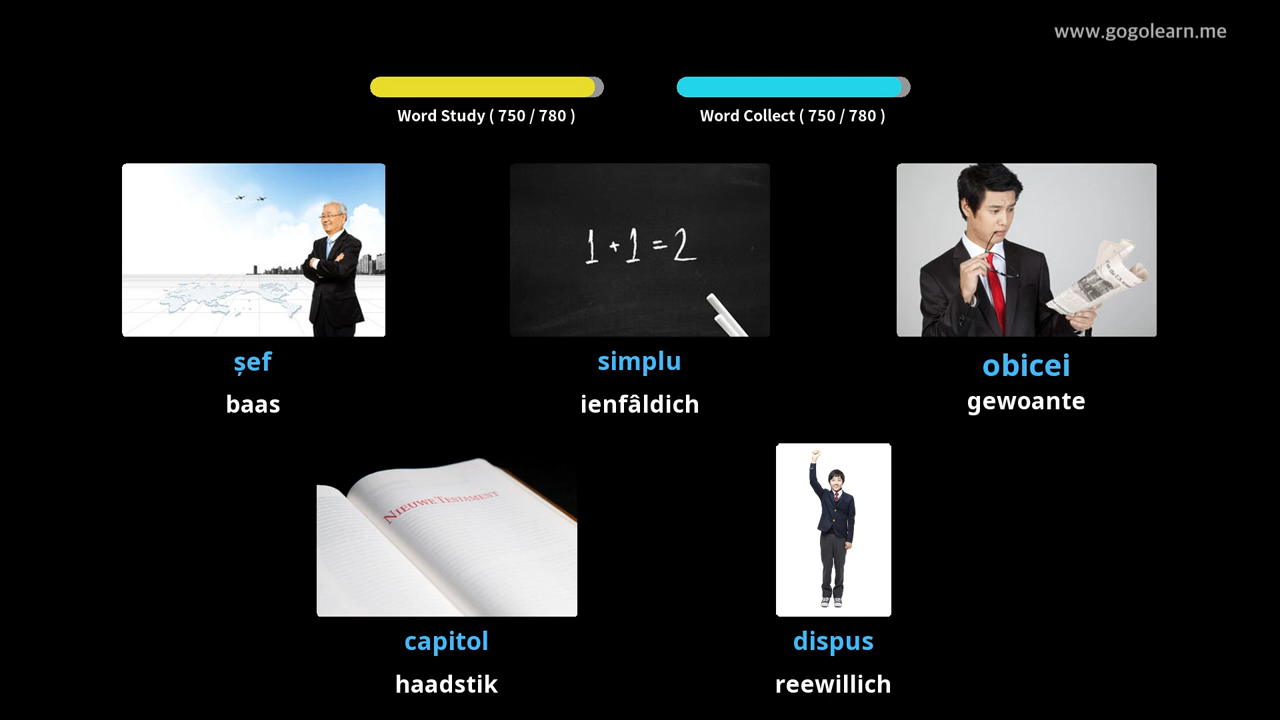 www.gogolearn.me
Word Study ( 750 / 780 )
Word Collect ( 750 / 780 )
1 + 1 = 2
șef
simplu
obicei
baas
ienfâldich
gewoante
NIEUWE TESTAMENT
capitol
dispus
haadstik
reewillich